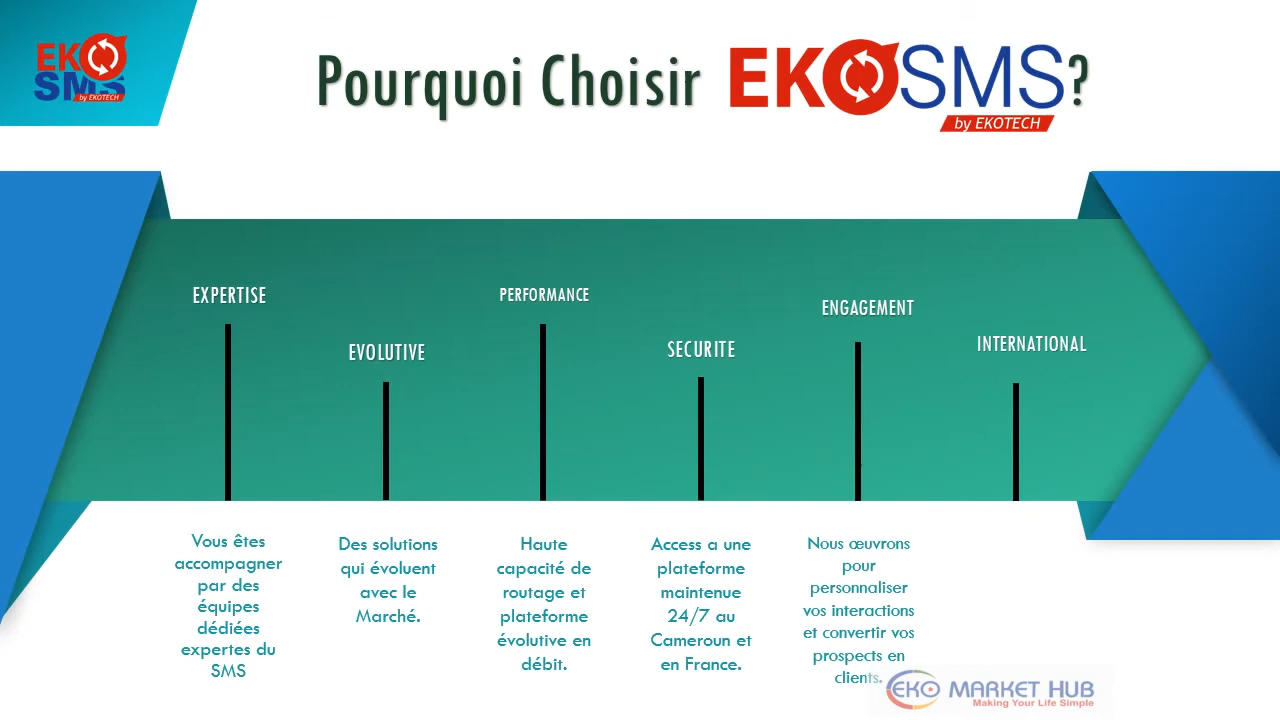 EKO
SMS
by EKOTECH
Pourquoi Choisir EKOSMS?
by EKOTECH
EXPERTISE
EVOLUTIVE
PERFORMANCE
SECURITE
ENGAGEMENT
INTERNATIONAL
Vous êtes
accompagner
par des
équipes
dédiées
expertes du
SMS
Des solutions
qui évoluent
avec le
Marché.
Haute
capacité de
routage et
plateforme
évolutive en
débit.
Access a une
plateforme
maintenue
24/7 au
Cameroun et
en France.
Nous œuvrons
pour
personnaliser
vos interactions
et convertir vos
prospects en
clients.
EKO MARKET HUB
Making Your Life Simple